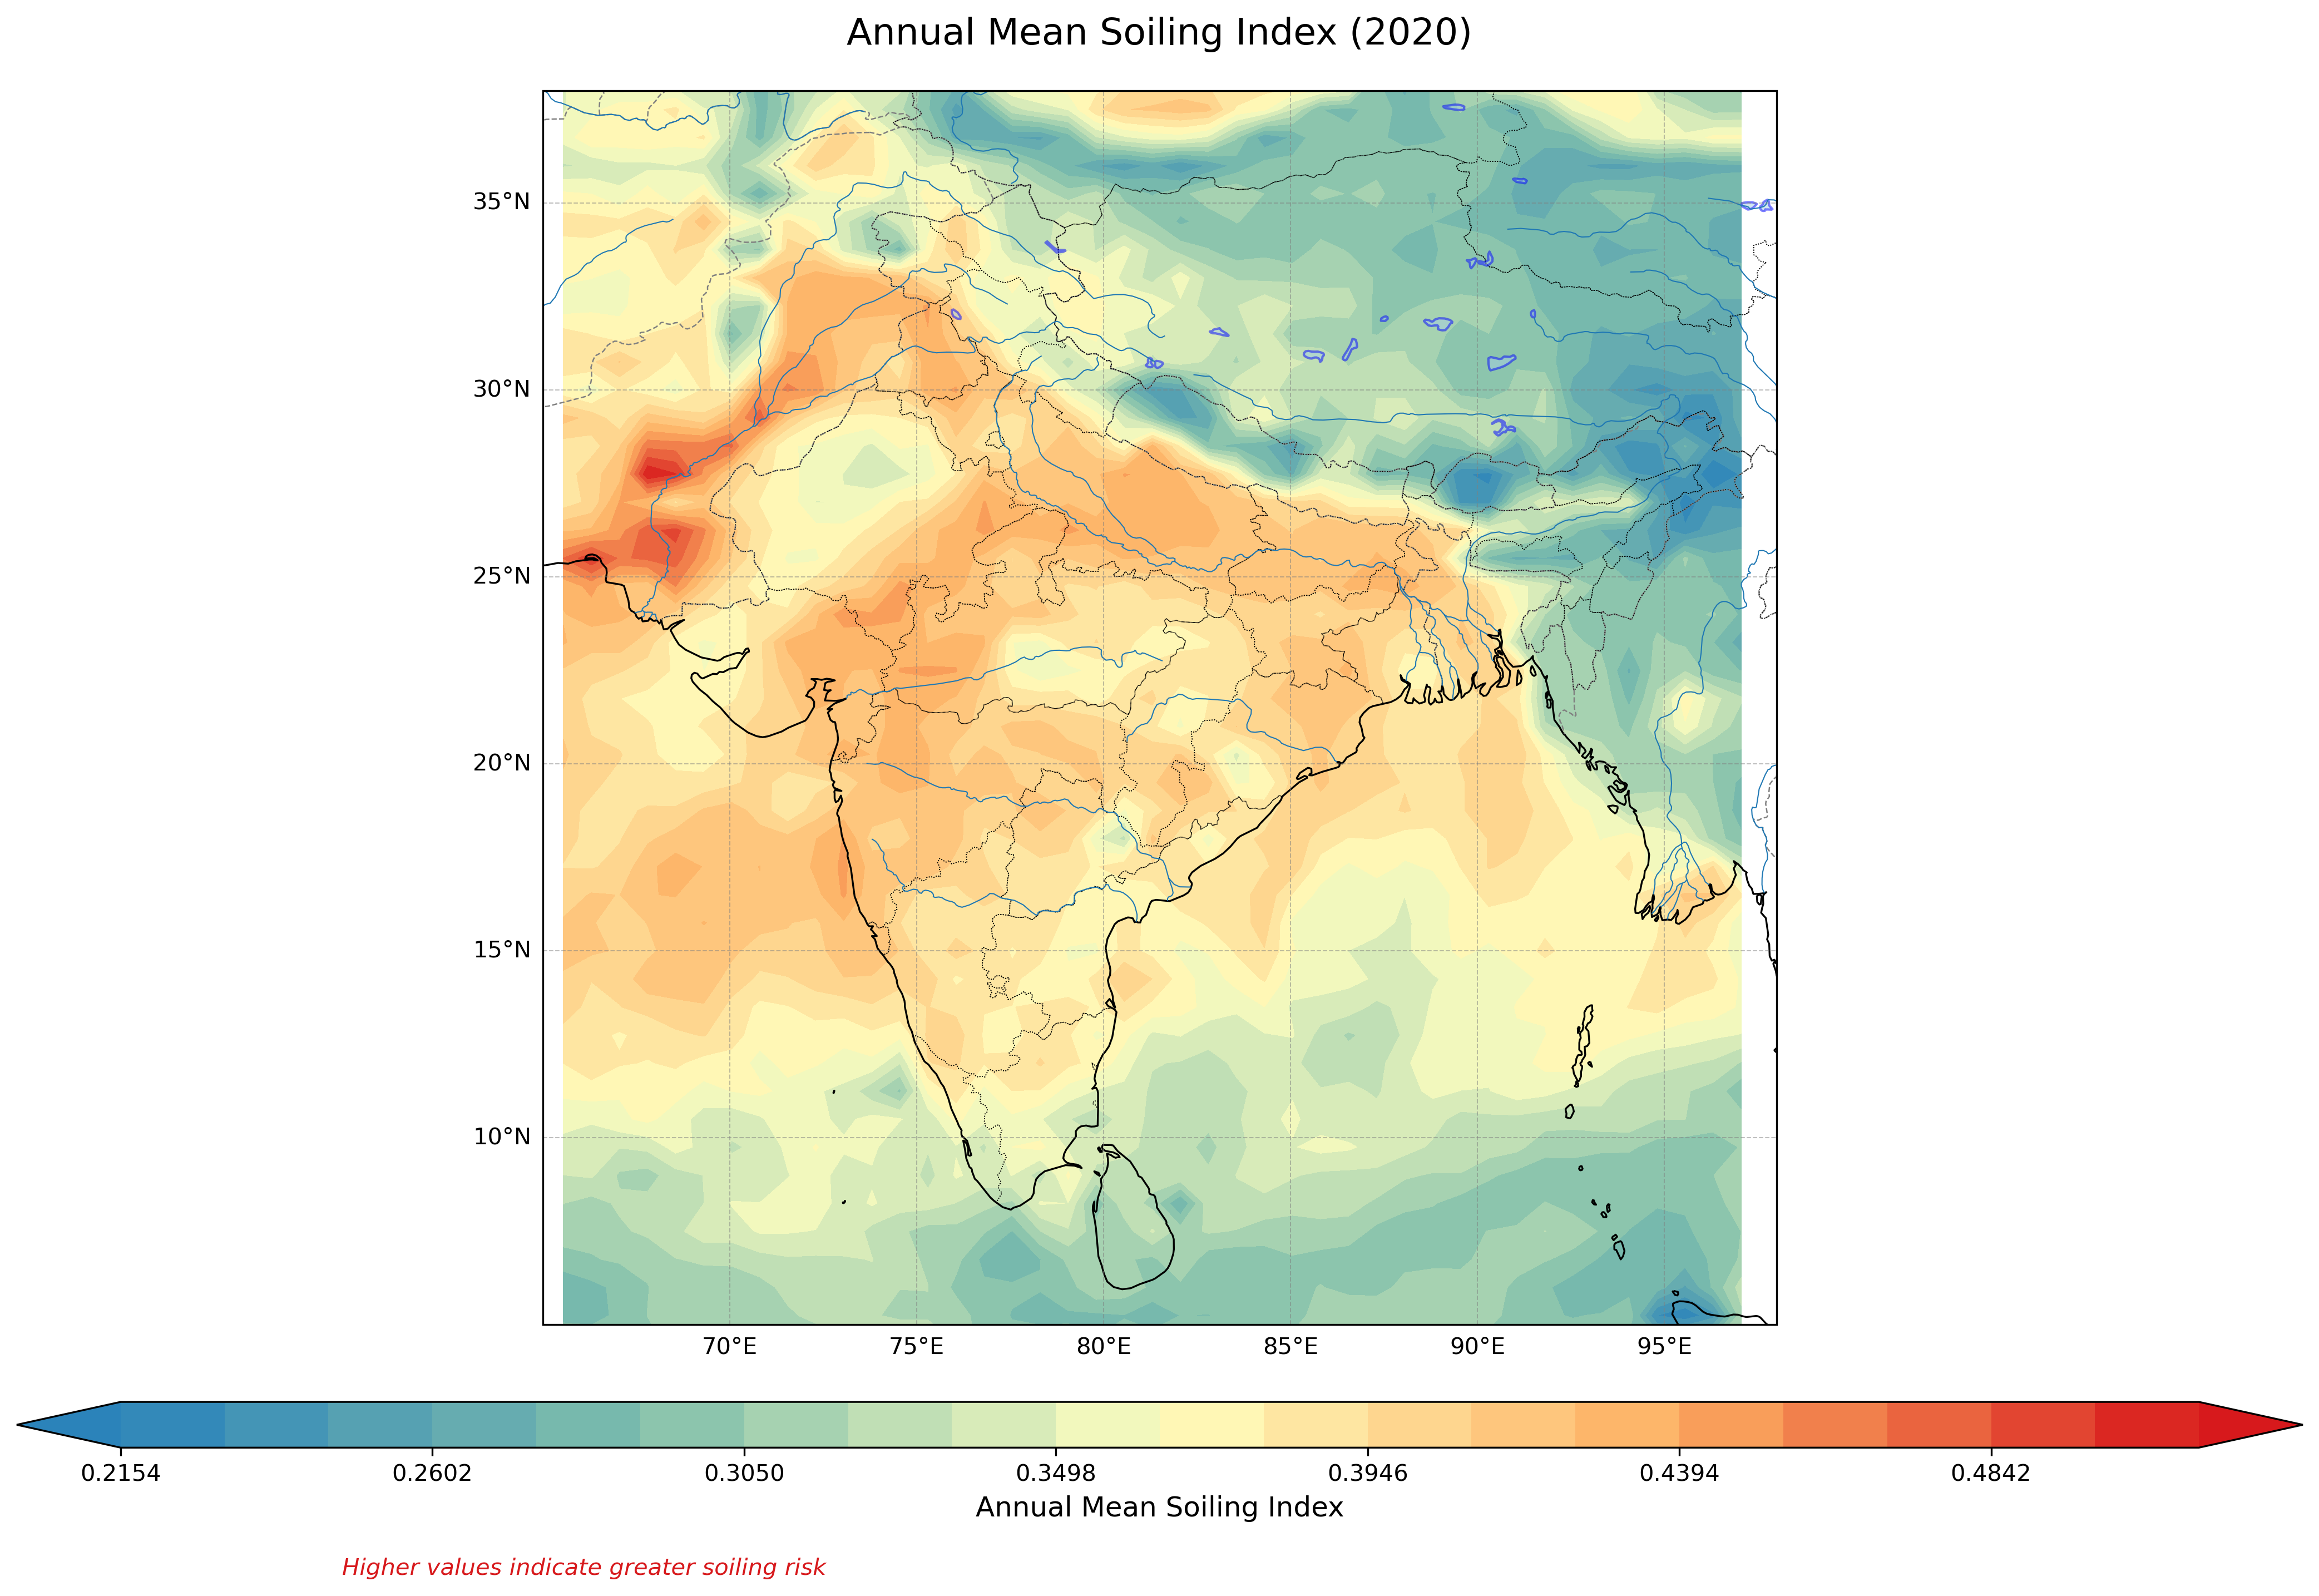 Annual Mean Soiling Index (2020)
35°N
30°N
25°N
20°N
15°N
10°N
70°E 75°E 80°E 85°E 90°E 95°E
0.2154 0.2602 0.3050 0.3498 0.3946 0.4394 0.4842
Annual Mean Soiling Index
Higher values indicate greater soiling risk